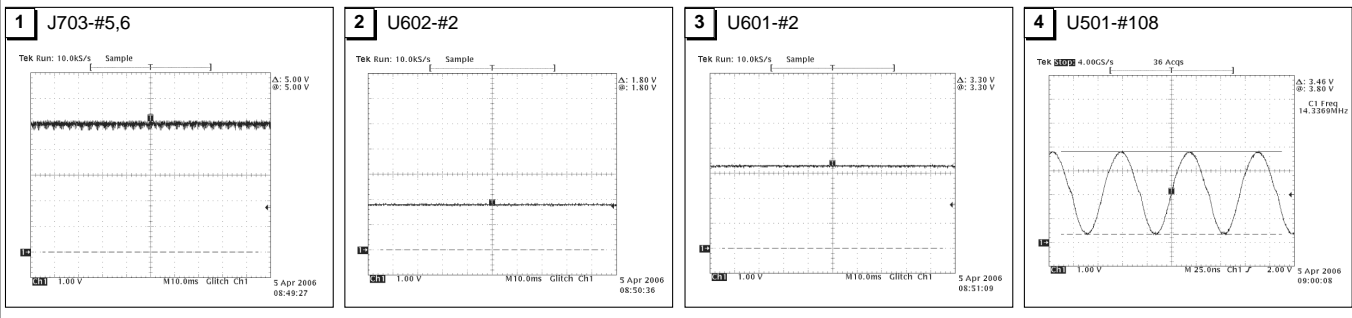 1 J703-#5,6
Tek Run: 10.0kS/s Sample
Δ: 5.00 V
@: 5.00 V
1→
Ch1 1.00 V M10.0ms Glitch Ch1
5 Apr 2006
08:49:27
2 U602-#2
Tek Run: 10.0kS/s Sample
Δ: 1.80 V
@: 1.80 V
1→
Ch1 1.00 V M10.0ms Glitch Ch1
5 Apr 2006
08:50:36
3 U601-#2
Tek Run: 10.0kS/s Sample
Δ: 3.30 V
@: 3.30 V
1→
Ch1 1.00 V M10.0ms Glitch Ch1
5 Apr 2006
08:51:09
4 U501-#108
Tek Stop: 4.00GS/s 36 Acqs
Δ: 3.46 V
@: 3.80 V
C1 Freq
14.3369MHz
1→
Ch1 1.00 V M 25.0ns Ch1 ƒ 2.00 V
5 Apr 2006
09:00:08